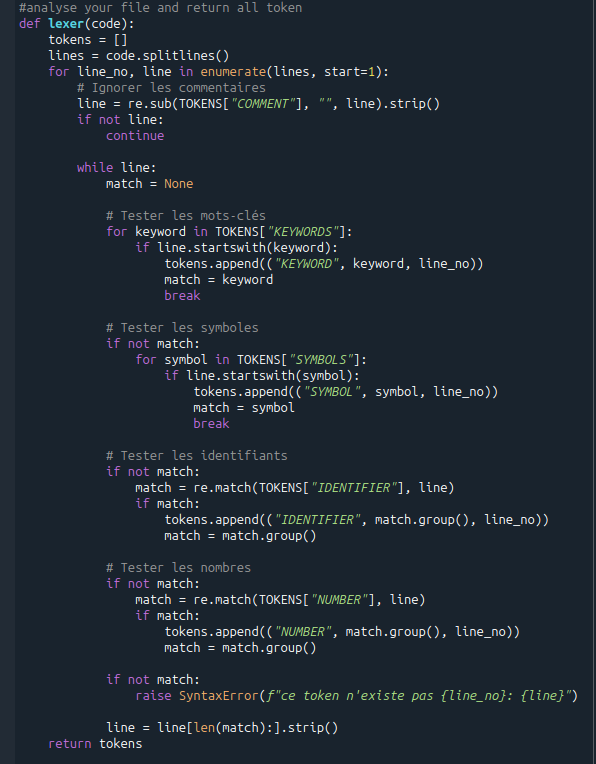 #analyse your file and return all token
def lexer(code):
    tokens = []
    lines = code.splitlines()
    for line_no, line in enumerate(lines, start=1):
        # Ignorer les commentaires
        line = re.sub(TOKENS["COMMENT"], "", line).strip()
        if not line:
            continue

        while line:
            match = None

            # Tester les mots-clés
            for keyword in TOKENS["KEYWORDS"]:
                if line.startswith(keyword):
                    tokens.append(("KEYWORD", keyword, line_no))
                    match = keyword
                    break

            # Tester les symboles
            if not match:
                for symbol in TOKENS["SYMBOLS"]:
                    if line.startswith(symbol):
                        tokens.append(("SYMBOL", symbol, line_no))
                        match = symbol
                        break

            # Tester les identifiants
            if not match:
                match = re.match(TOKENS["IDENTIFIER"], line)
                if match:
                    tokens.append(("IDENTIFIER", match.group(), line_no))
                    match = match.group()

            # Tester les nombres
            if not match:
                match = re.match(TOKENS["NUMBER"], line)
                if match:
                    tokens.append(("NUMBER", match.group(), line_no))
                    match = match.group()

            if not match:
                raise SyntaxError(f"ce token n'existe pas {line_no}: {line}")

            line = line[len(match):].strip()
    return tokens